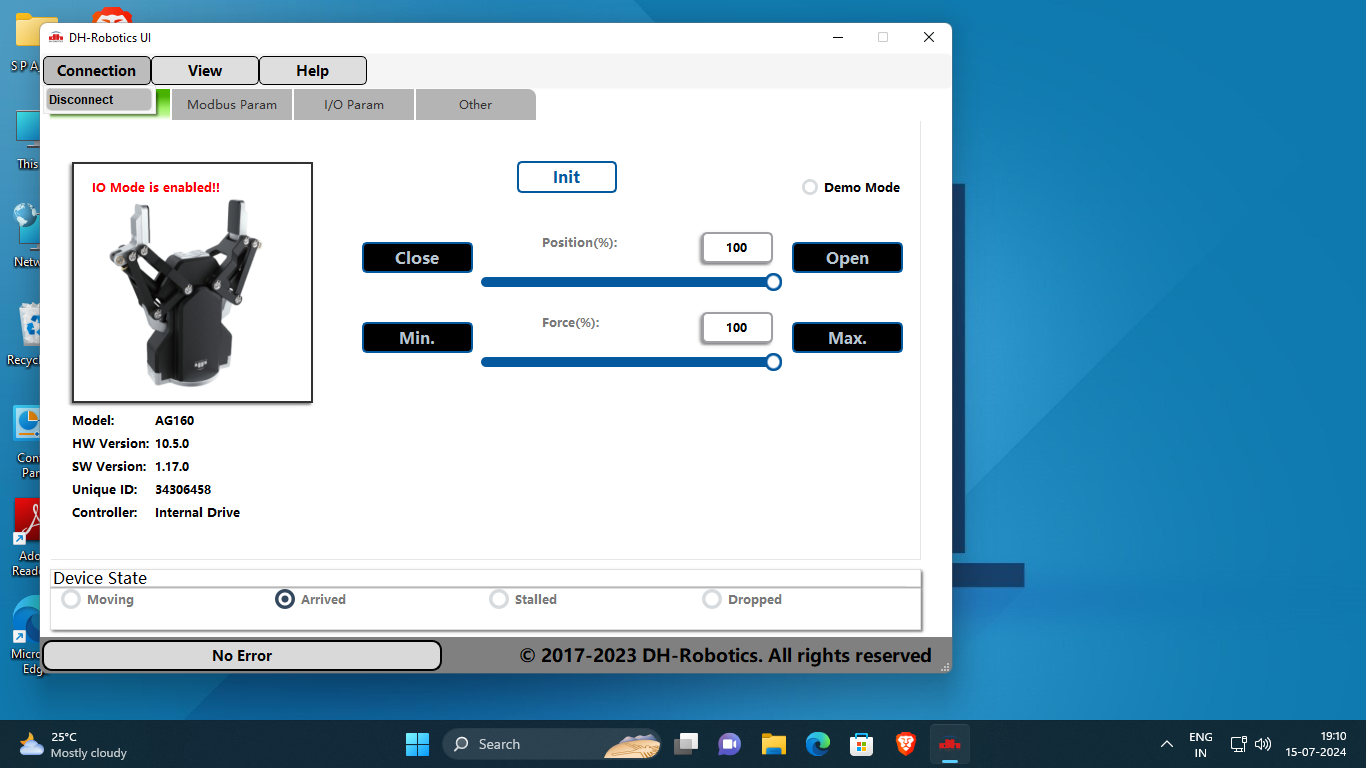 S P A
DH-Robotics UI
Connection View Help
Disconnect
Modbus Param I/O Param Other
This
Netw
Recycl
Con
Par
Ado
Reade
Micro
Edg
IO Mode is enabled!!
Init
Demo Mode
Position(%): 100
Close Open
Force(%): 100
Min. Max.
Model: AG160
HW Version: 10.5.0
SW Version: 1.17.0
Unique ID: 34306458
Controller: Internal Drive
Device State
Moving Arrived Stalled Dropped
No Error © 2017-2023 DH-Robotics. All rights reserved
25°C
Mostly cloudy
Search
ENG
IN
19:10
15-07-2024